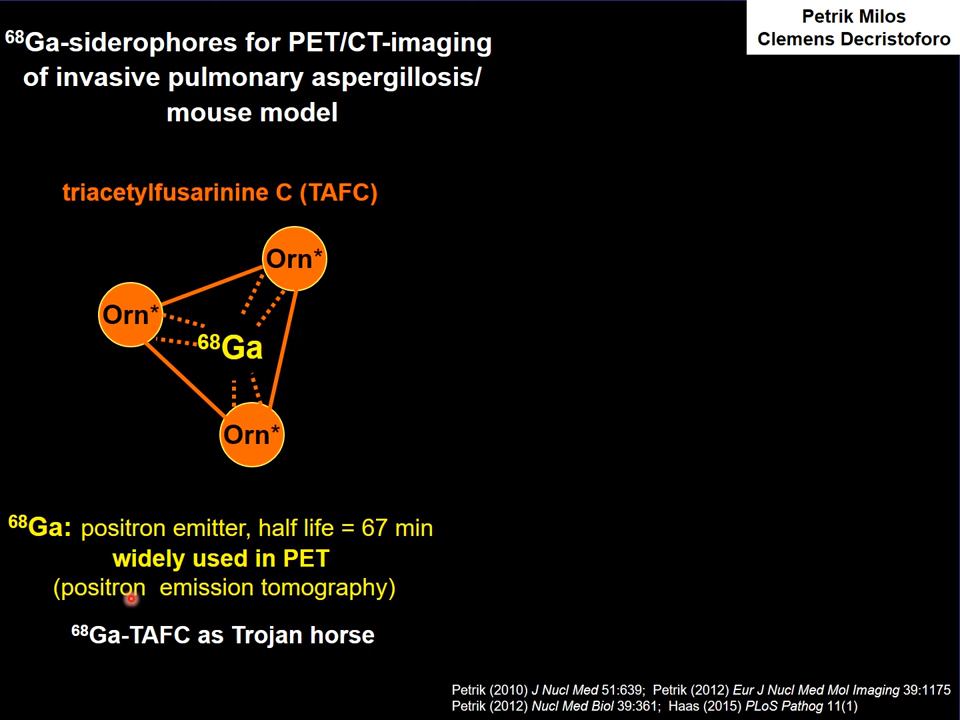 Petrik Milos
Clemens Decristoforo
⁶⁸Ga-siderophores for PET/CT-imaging
of invasive pulmonary aspergillosis/
mouse model
triacetylfusarinine C (TAFC)
Orn*
Orn*
⁶⁸Ga
Orn*
⁶⁸Ga: positron emitter, half life = 67 min
widely used in PET
(positron emission tomography)
⁶⁸Ga-TAFC as Trojan horse
Petrik (2010) J Nucl Med 51:639; Petrik (2012) Eur J Nucl Med Mol Imaging 39:1175
Petrik (2012) Nucl Med Biol 39:361; Haas (2015) PLoS Pathog 11(1)